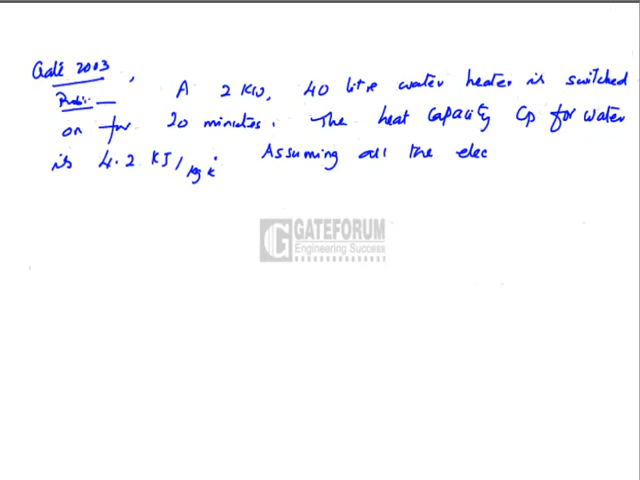 Gate 2003
Prob:- A 2 KW, 40 litre water heater is switched
on for 20 minutes. The heat capacity Cp for water
is 4.2 KJ/kg k. Assuming all the elec
GATEFORUM
Engineering Success